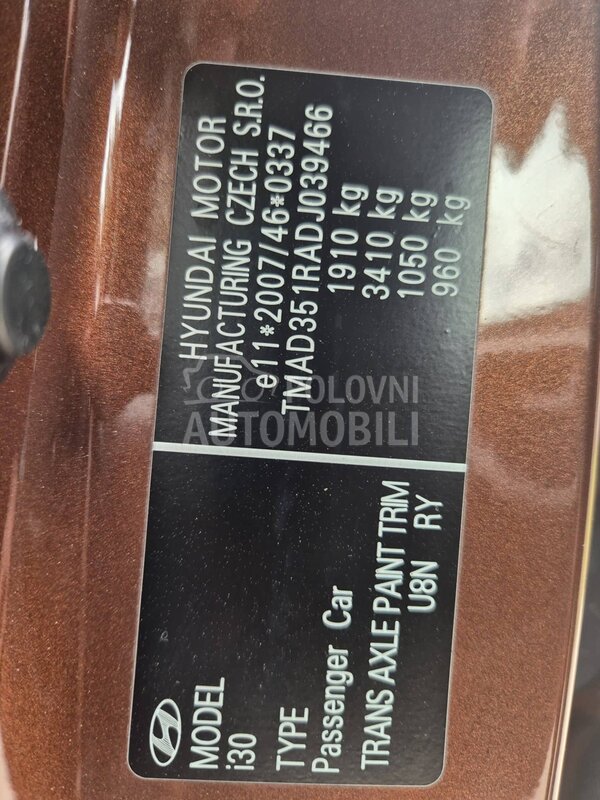 HYUNDAI MOTOR
MANUFACTURING CZECH S.R.O.
e11*2007/46*0337
TMAD351RADJ039466
1910 kg
3410 kg
1050 kg
960 kg
MODEL
i30
TYPE
Passenger Car
TRANS AXLE PAINT TRIM
U8N RY
POLOVNI
AUTOMOBILI